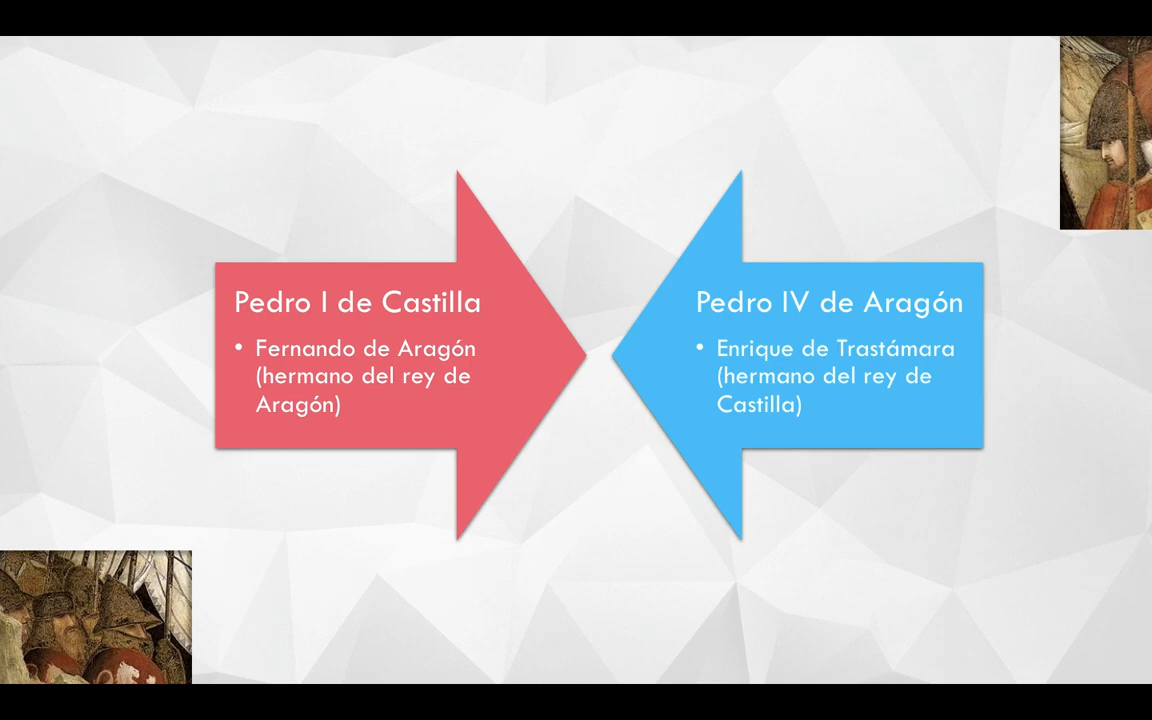 Pedro I de Castilla
• Fernando de Aragón
(hermano del rey de
Aragón)
Pedro IV de Aragón
• Enrique de Trastámara
(hermano del rey de
Castilla)